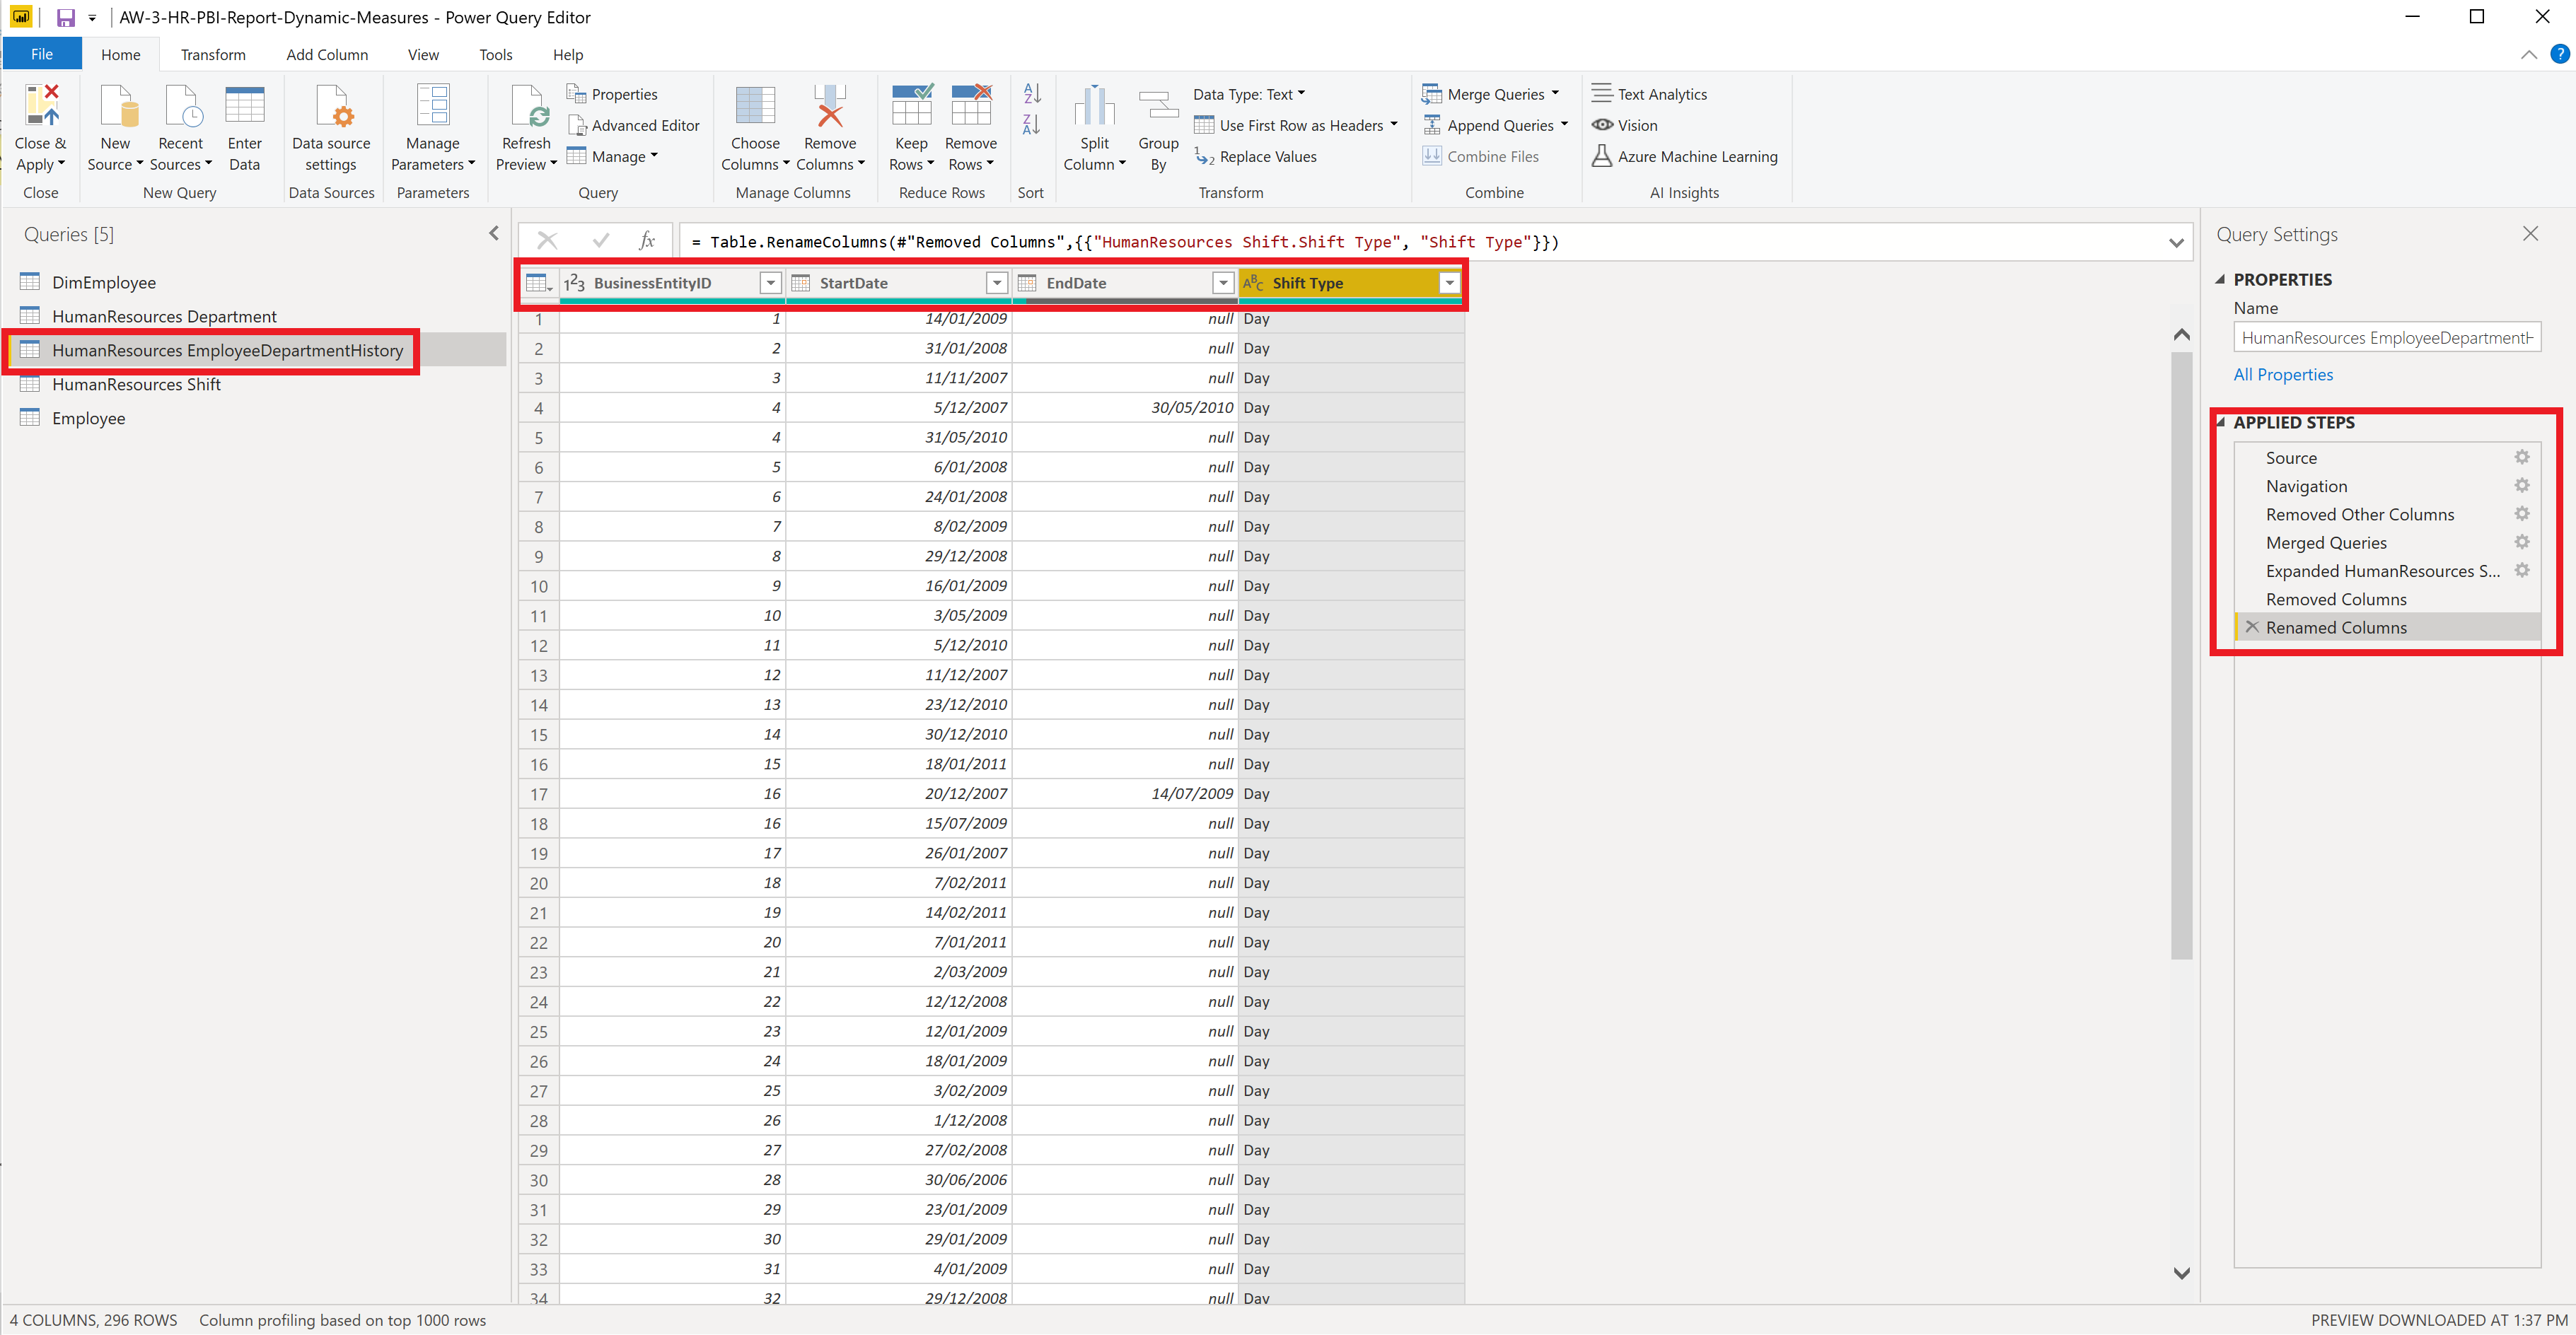 AW-3-HR-PBI-Report-Dynamic-Measures - Power Query Editor
File Home Transform Add Column View Tools Help
Close & Apply
Close
New Source
Recent Sources
Enter Data
New Query
Data source settings
Data Sources
Manage Parameters
Parameters
Refresh Preview
Properties
Advanced Editor
Manage
Query
Choose Columns
Remove Columns
Manage Columns
Keep Rows
Remove Rows
Reduce Rows
Sort
Split Column
Group By
Data Type: Text
Use First Row as Headers
Replace Values
Transform
Merge Queries
Append Queries
Combine Files
Combine
Text Analytics
Vision
Azure Machine Learning
AI Insights
Queries [5]
DimEmployee
HumanResources Department
HumanResources EmployeeDepartmentHistory
HumanResources Shift
Employee
fx = Table.RenameColumns(#"Removed Columns",{{"HumanResources Shift.Shift Type", "Shift Type"}})
123 BusinessEntityID StartDate EndDate ABC Shift Type
1 1 14/01/2009 null Day
2 2 31/01/2008 null Day
3 3 11/11/2007 null Day
4 4 5/12/2007 30/05/2010 Day
5 4 31/05/2010 null Day
6 5 6/01/2008 null Day
7 6 24/01/2008 null Day
8 7 8/02/2009 null Day
9 8 29/12/2008 null Day
10 9 16/01/2009 null Day
11 10 3/05/2009 null Day
12 11 5/12/2010 null Day
13 12 11/12/2007 null Day
14 13 23/12/2010 null Day
15 14 30/12/2010 null Day
16 15 18/01/2011 null Day
17 16 20/12/2007 14/07/2009 Day
18 16 15/07/2009 null Day
19 17 26/01/2007 null Day
20 18 7/02/2011 null Day
21 19 14/02/2011 null Day
22 20 7/01/2011 null Day
23 21 2/03/2009 null Day
24 22 12/12/2008 null Day
25 23 12/01/2009 null Day
26 24 18/01/2009 null Day
27 25 3/02/2009 null Day
28 26 1/12/2008 null Day
29 27 27/02/2008 null Day
30 28 30/06/2006 null Day
31 29 23/01/2009 null Day
32 30 29/01/2009 null Day
33 31 4/01/2009 null Day
34 32 29/12/2008 null Day
Query Settings
PROPERTIES
Name
HumanResources EmployeeDepartmentH
All Properties
APPLIED STEPS
Source
Navigation
Removed Other Columns
Merged Queries
Expanded HumanResources S...
Removed Columns
Renamed Columns
4 COLUMNS, 296 ROWS Column profiling based on top 1000 rows
PREVIEW DOWNLOADED AT 1:37 PM